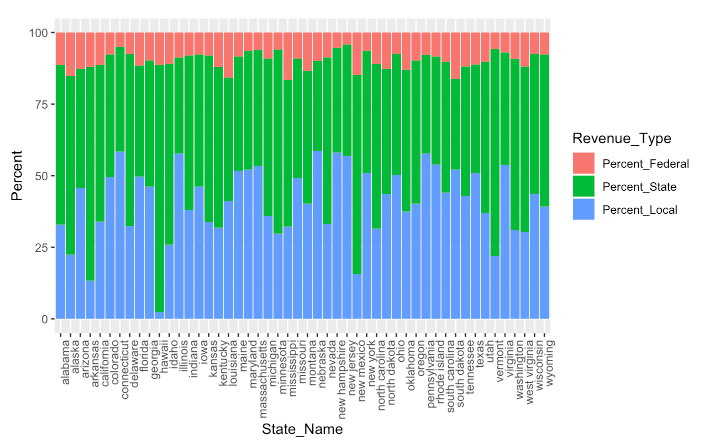 100
75
50
25
0
Percent
alabama
alaska
arizona
arkansas
california
colorado
connecticut
delaware
florida
georgia
hawaii
idaho
illinois
indiana
iowa
kansas
kentucky
louisiana
maine
maryland
massachusetts
michigan
minnesota
mississippi
missouri
montana
nebraska
nevada
new hampshire
new jersey
new mexico
new york
north carolina
north dakota
ohio
oklahoma
oregon
pennsylvania
rhode island
south carolina
south dakota
tennessee
texas
utah
vermont
virginia
washington
west virginia
wisconsin
wyoming
State_Name
Revenue_Type
Percent_Federal
Percent_State
Percent_Local